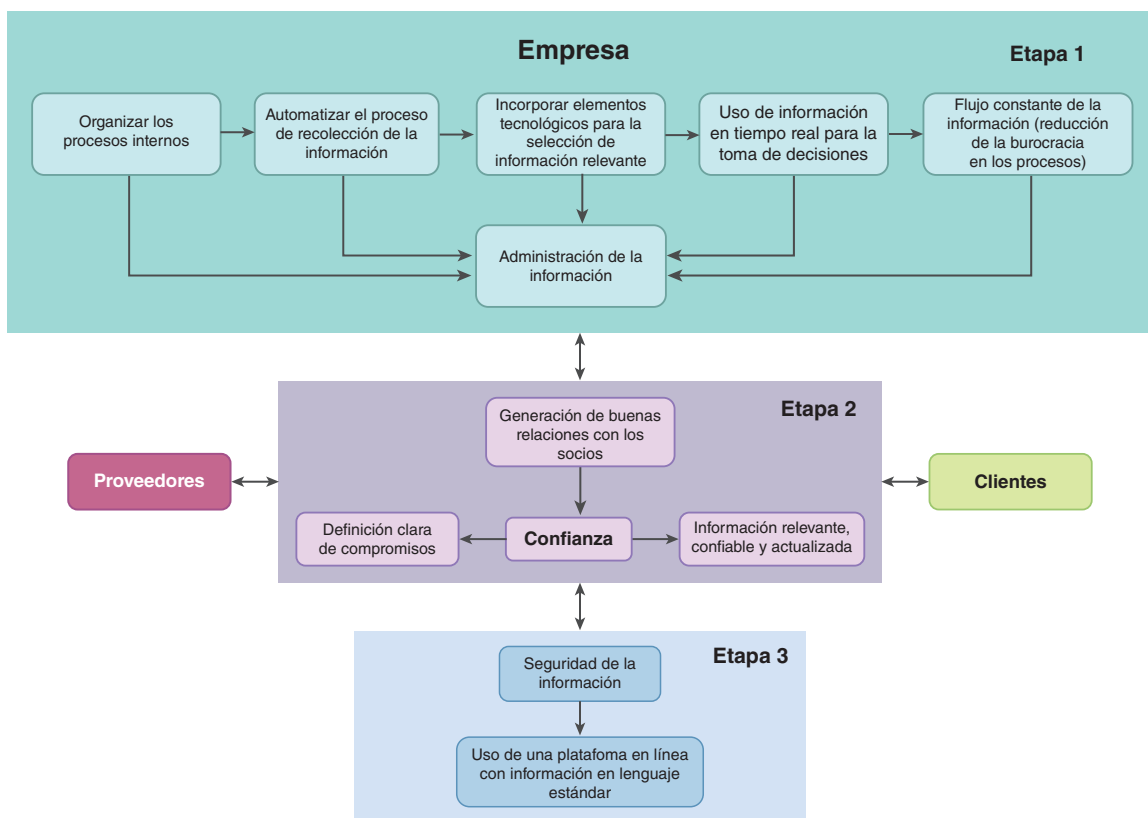 Empresa
Etapa 1
Organizar los
procesos internos
Automatizar el proceso
de recolección de la
información
Incorporar elementos
tecnológicos para la
selección de
información relevante
Uso de información
en tiempo real para la
toma de decisiones
Flujo constante de la
información (reducción
de la burocracia
en los procesos)
Administración de la
información
Etapa 2
Generación de buenas
relaciones con los
socios
Proveedores
Clientes
Definición clara
de compromisos
Confianza
Información relevante,
confiable y actualizada
Etapa 3
Seguridad de la
información
Uso de una platafoma en línea
con información en lenguaje
estándar